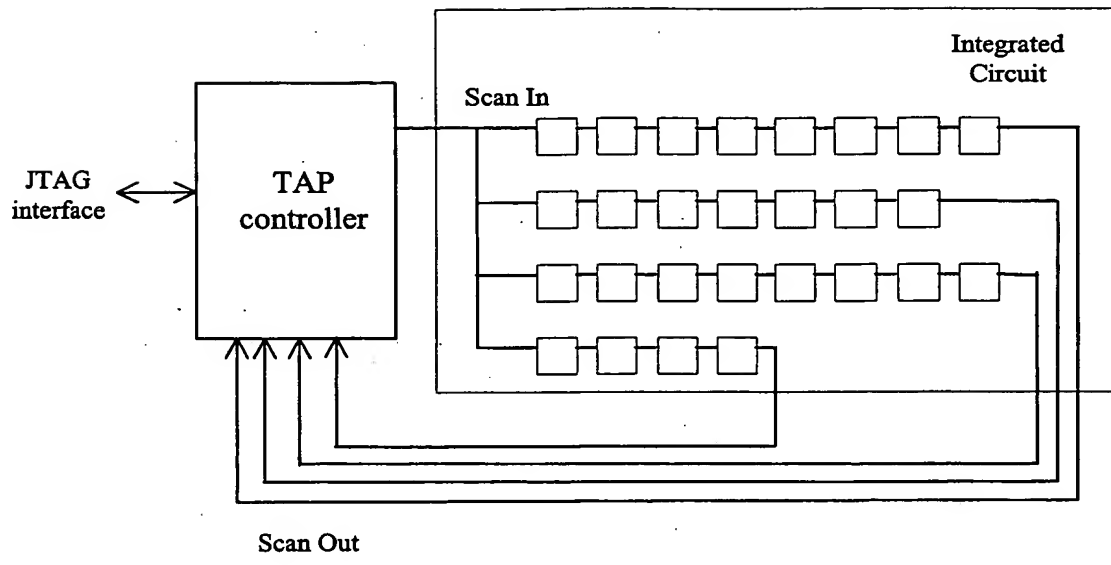 Integrated
Circuit
Scan In
JTAG
interface
TAP
controller
Scan Out